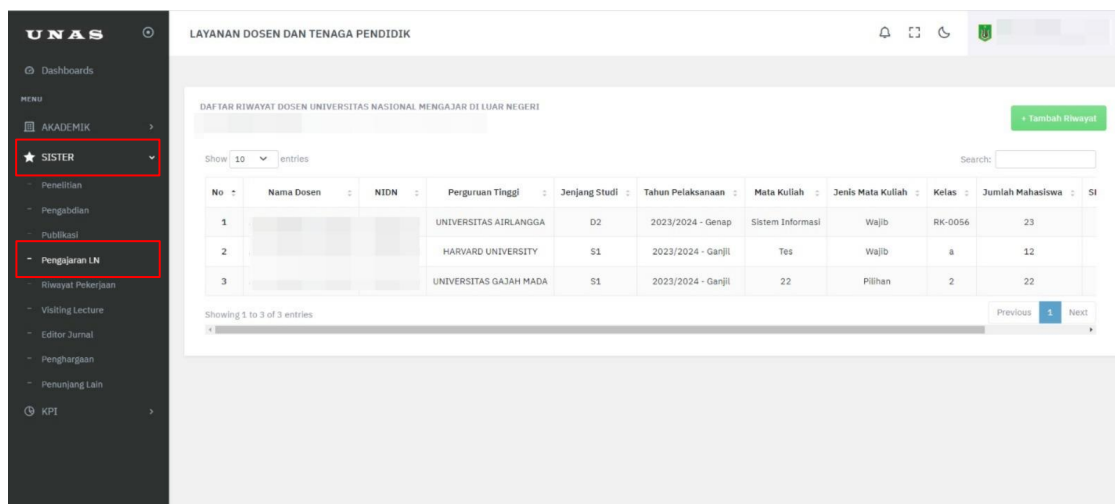 UNAS
LAYANAN DOSEN DAN TENAGA PENDIDIK
Dashboards
MENU
AKADEMIK
SISTER
Penelitian
Pengabdian
Publikasi
Pengajaran LN
Riwayat Pekerjaan
Visiting Lecture
Editor Jurnal
Penghargaan
Penunjang Lain
KPI
DAFTAR RIWAYAT DOSEN UNIVERSITAS NASIONAL MENGAJAR DI LUAR NEGERI
+ Tambah Riwayat
Show 10 entries
Search:
No Nama Dosen NIDN Perguruan Tinggi Jenjang Studi Tahun Pelaksanaan Mata Kuliah Jenis Mata Kuliah Kelas Jumlah Mahasiswa
1 UNIVERSITAS AIRLANGGA D2 2023/2024 - Genap Sistem Informasi Wajib RK-0056 23
2 HARVARD UNIVERSITY S1 2023/2024 - Ganjil Tes Wajib a 12
3 UNIVERSITAS GAJAH MADA S1 2023/2024 - Ganjil 22 Pilihan 2 22
Showing 1 to 3 of 3 entries
Previous 1 Next